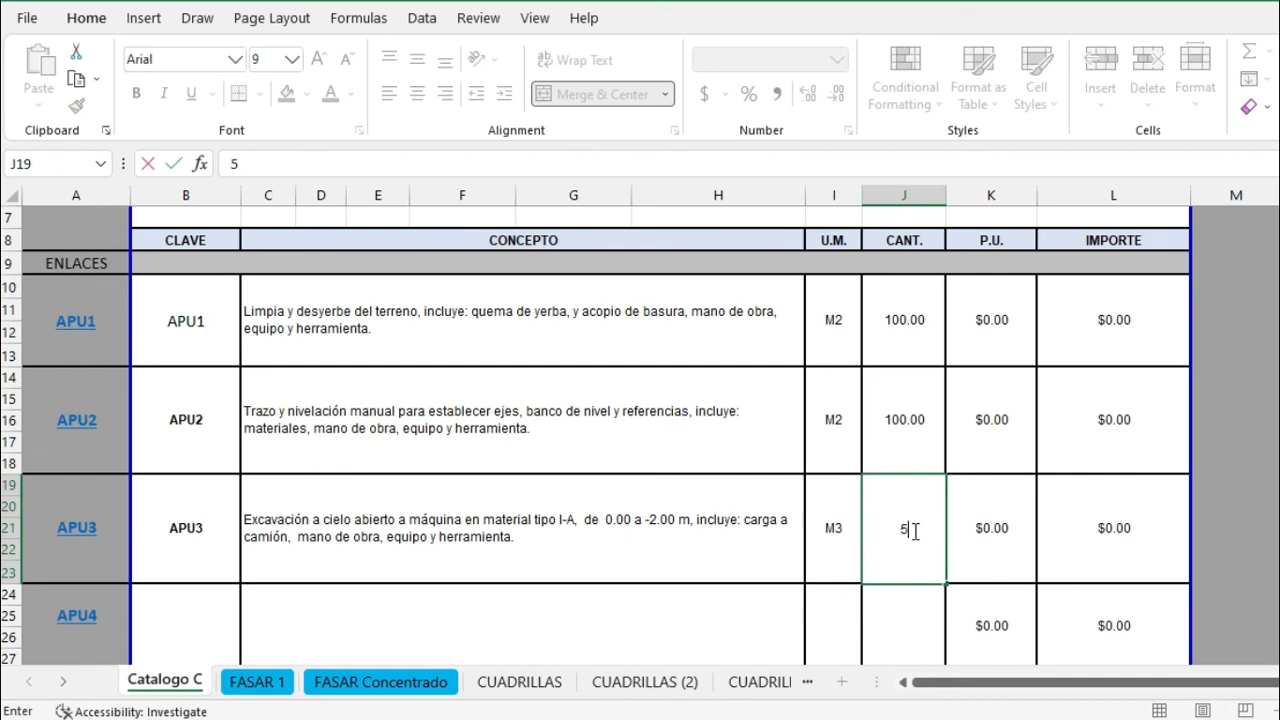 File Home Insert Draw Page Layout Formulas Data Review View Help
Paste
Arial 9
Wrap Text
Merge & Center
$ % ,
Conditional Formatting
Format as Table
Cell Styles
Insert
Delete
Format
Clipboard Font Alignment Number Styles Cells
J19 fx 5
A B C D E F G H I J K L M
7
8 CLAVE CONCEPTO U.M. CANT. P.U. IMPORTE
9 ENLACES
10
11 APU1 APU1 Limpia y desyerbe del terreno, incluye: quema de yerba, y acopio de basura, mano de obra,
12 equipo y herramienta. M2 100.00 $0.00 $0.00
13
14
15
16 APU2 APU2 Trazo y nivelación manual para establecer ejes, banco de nivel y referencias, incluye:
17 materiales, mano de obra, equipo y herramienta. M2 100.00 $0.00 $0.00
18
19
20
21 APU3 APU3 Excavación a cielo abierto a máquina en material tipo I-A, de 0.00 a -2.00 m, incluye: carga a
22 camión, mano de obra, equipo y herramienta. M3 5 $0.00 $0.00
23
24
25 APU4 $0.00 $0.00
26
27
Catalogo C FASAR 1 FASAR Concentrado CUADRILLAS CUADRILLAS (2) CUADRILI ...
Enter Accessibility: Investigate